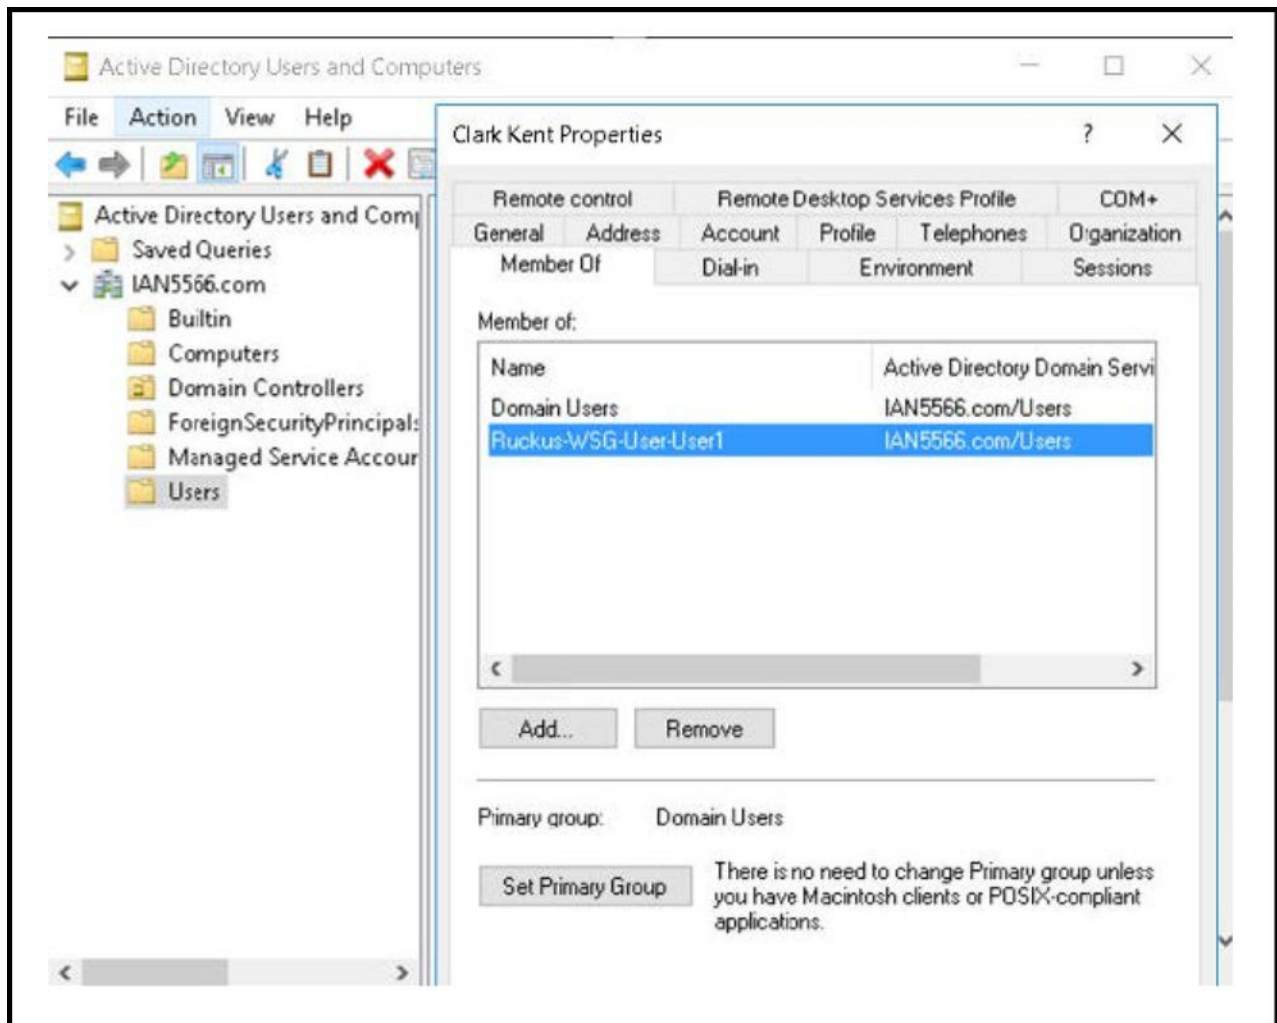 Active Directory Users and Computers
File Action View Help
Clark Kent Properties ?
Remote control Remote Desktop Services Profile COM+
General Address Account Profile Telephones Organization
Member Of Dial-in Environment Sessions
Active Directory Users and Comp
Saved Queries
IAN5566.com
Builtin
Computers
Domain Controllers
ForeignSecurityPrincipals
Managed Service Accour
Users
Member of:
Name Active Directory Domain Servi
Domain Users IAN5566.com/Users
Ruckus-WSG-User-User1 IAN5566.com/Users
Add... Remove
Primary group: Domain Users
Set Primary Group
There is no need to change Primary group unless
you have Macintosh clients or POSIX-compliant
applications.